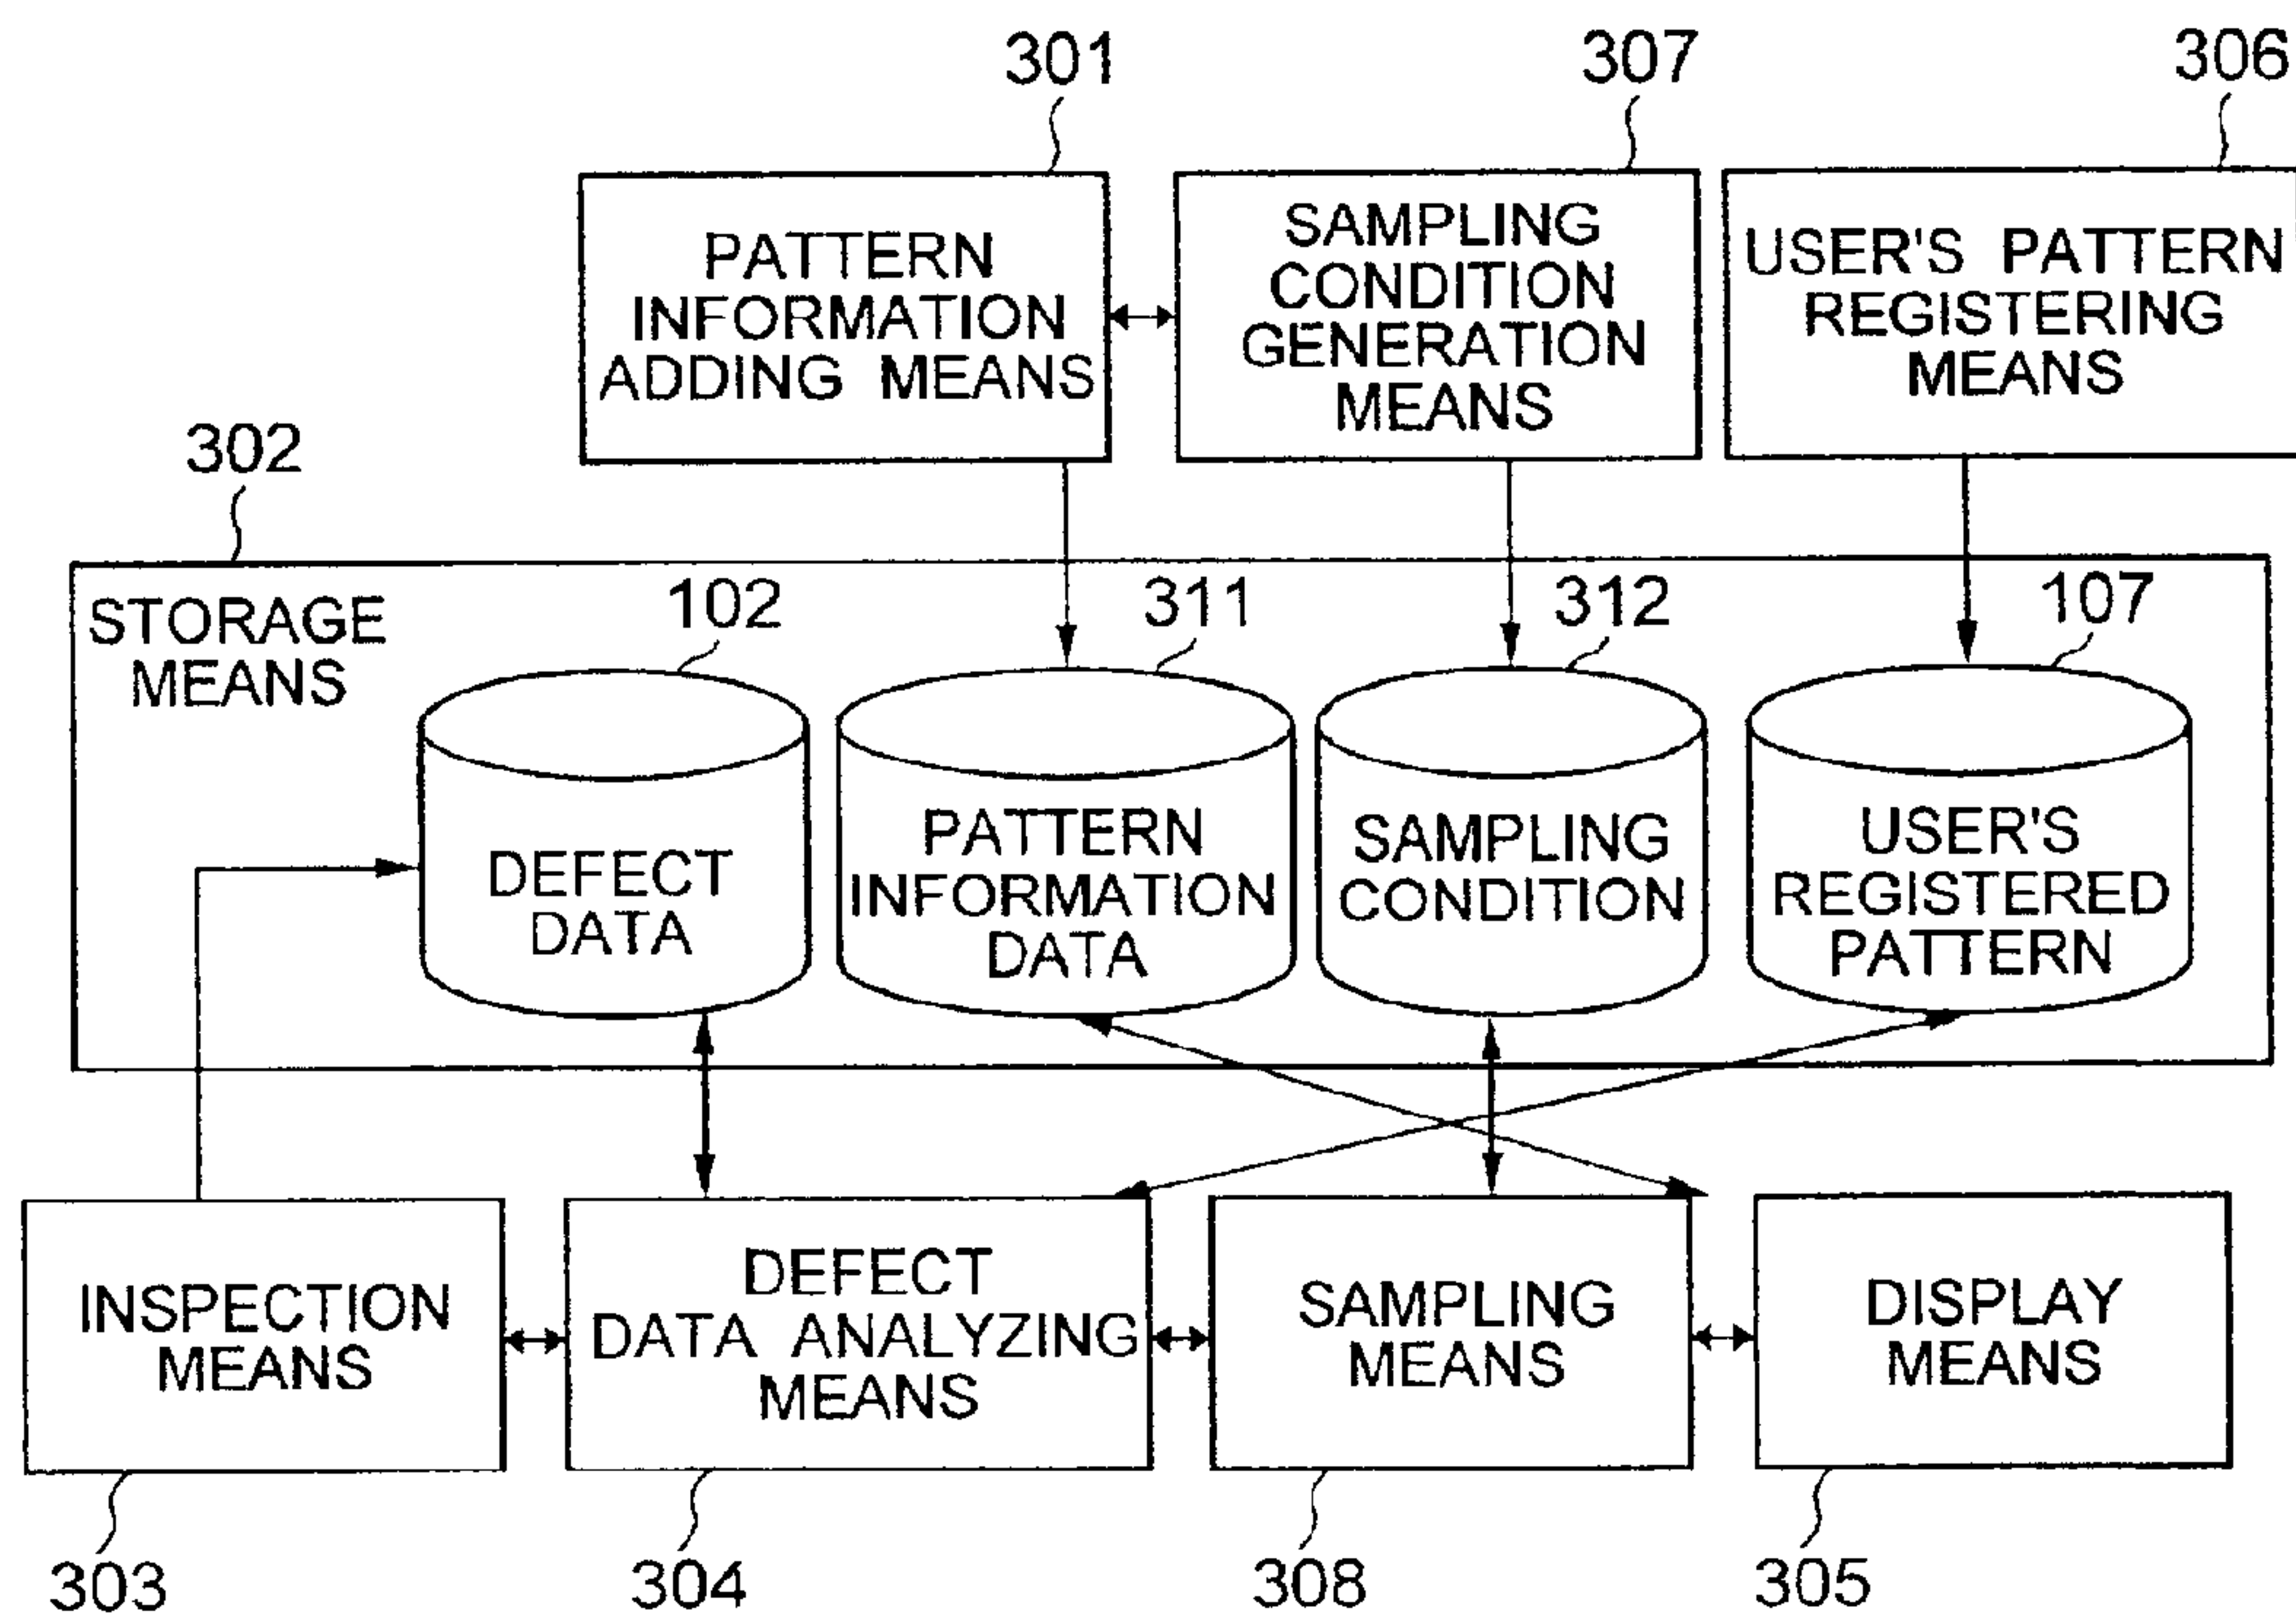 301
307
306
PATTERN
INFORMATION
ADDING MEANS
SAMPLING
CONDITION
GENERATION
MEANS
USER'S PATTERN
REGISTERING
MEANS
302
STORAGE
MEANS
102
311
312
107
DEFECT
DATA
PATTERN
INFORMATION
DATA
SAMPLING
CONDITION
USER'S
REGISTERED
PATTERN
INSPECTION
MEANS
DEFECT
DATA ANALYZING
MEANS
SAMPLING
MEANS
DISPLAY
MEANS
303
304
308
305